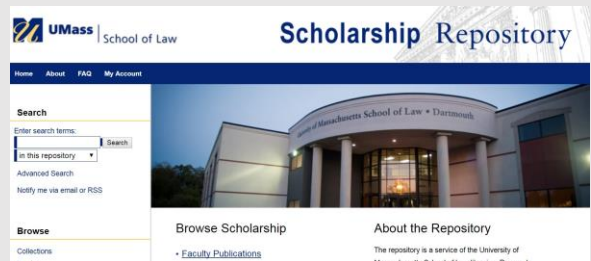 UMass School of Law
Scholarship Repository
Home About FAQ My Account
Search
Enter search terms:
Search
in this repository
Advanced Search
Notify me via email or RSS
Browse
Collections
University of Massachusetts School of Law • Dartmouth
Browse Scholarship
• Faculty Publications
About the Repository
The repository is a service of the University of